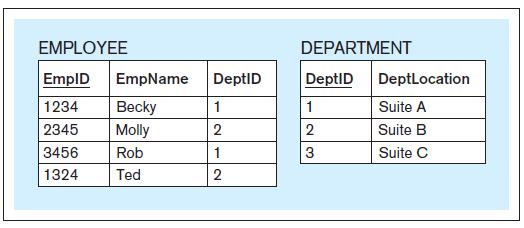 EMPLOYEE DEPARTMENT
EmpID EmpName DeptID DeptID DeptLocation
1234 Becky 1 1 Suite A
2345 Molly 2 2 Suite B
3456 Rob 1 3 Suite C
1324 Ted 2